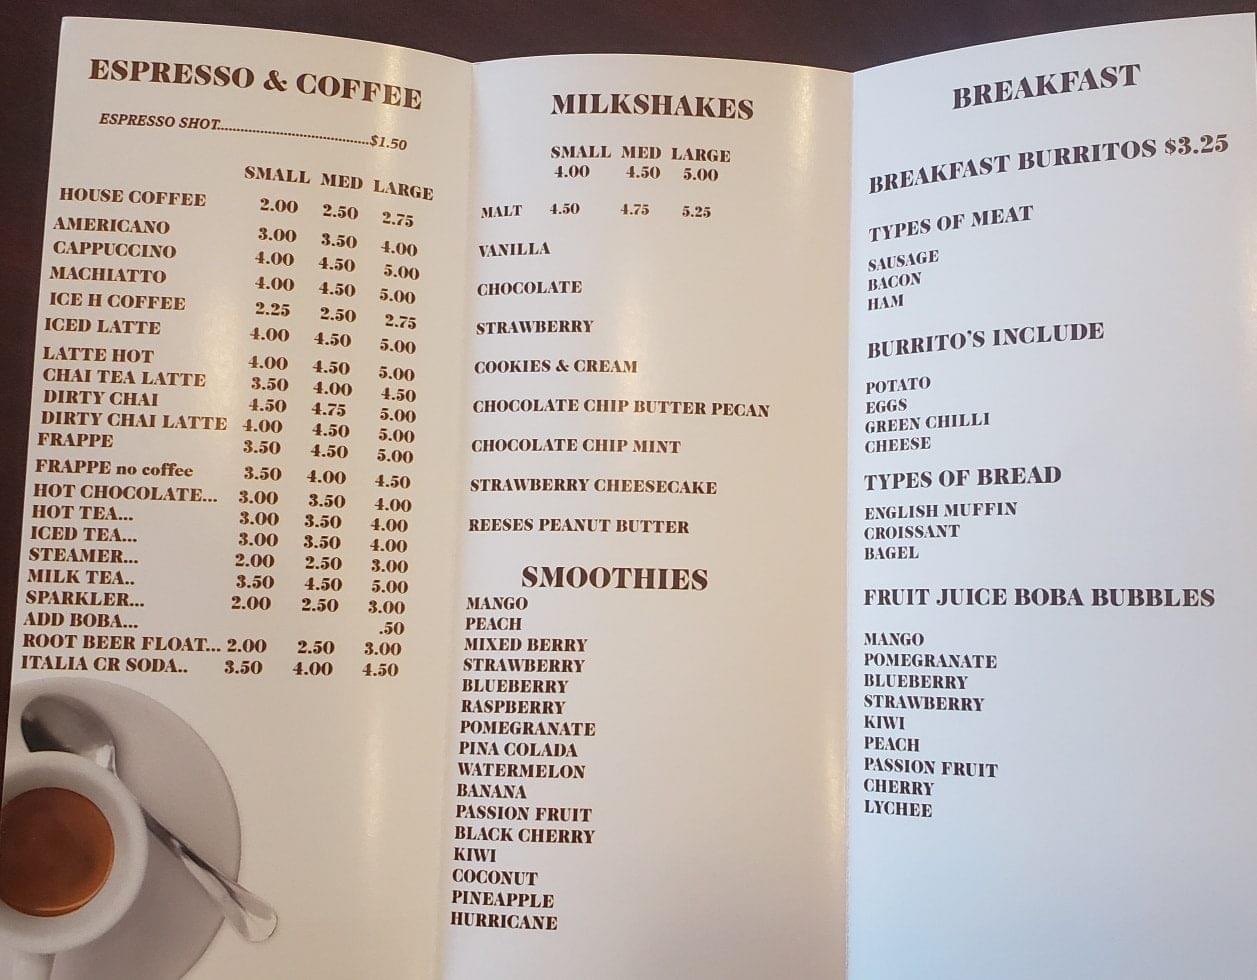 ESPRESSO & COFFEE
ESPRESSO SHOT..........................................$1.50
SMALL MED LARGE
HOUSE COFFEE 2.00 2.50 2.75
AMERICANO 3.00 3.50 4.00
CAPPUCCINO 4.00 4.50 5.00
MACHIATTO 4.00 4.50 5.00
ICE H COFFEE 2.25 2.50 2.75
ICED LATTE 4.00 4.50 5.00
LATTE HOT 4.00 4.50 5.00
CHAI TEA LATTE 3.50 4.00 4.50
DIRTY CHAI 4.50 4.75 5.00
DIRTY CHAI LATTE 4.00 4.50 5.00
FRAPPE 3.50 4.50 5.00
FRAPPE no coffee 3.50 4.00 4.50
HOT CHOCOLATE... 3.00 3.50 4.00
HOT TEA... 3.00 3.50 4.00
ICED TEA... 3.00 3.50 4.00
STEAMER... 2.00 2.50 3.00
MILK TEA.. 3.50 4.50 5.00
SPARKLER... 2.00 2.50 3.00
ADD BOBA... .50
ROOT BEER FLOAT... 2.00 2.50 3.00
ITALIA CR SODA.. 3.50 4.00 4.50
MILKSHAKES
SMALL MED LARGE
4.00 4.50 5.00
MALT 4.50 4.75 5.25
VANILLA
CHOCOLATE
STRAWBERRY
COOKIES & CREAM
CHOCOLATE CHIP BUTTER PECAN
CHOCOLATE CHIP MINT
STRAWBERRY CHEESECAKE
REESES PEANUT BUTTER
SMOOTHIES
MANGO
PEACH
MIXED BERRY
STRAWBERRY
BLUEBERRY
RASPBERRY
POMEGRANATE
PINA COLADA
WATERMELON
BANANA
PASSION FRUIT
BLACK CHERRY
KIWI
COCONUT
PINEAPPLE
HURRICANE
BREAKFAST
BREAKFAST BURRITOS $3.25
TYPES OF MEAT
SAUSAGE
BACON
HAM
BURRITO'S INCLUDE
POTATO
EGGS
GREEN CHILLI
CHEESE
TYPES OF BREAD
ENGLISH MUFFIN
CROISSANT
BAGEL
FRUIT JUICE BOBA BUBBLES
MANGO
POMEGRANATE
BLUEBERRY
STRAWBERRY
KIWI
PEACH
PASSION FRUIT
CHERRY
LYCHEE